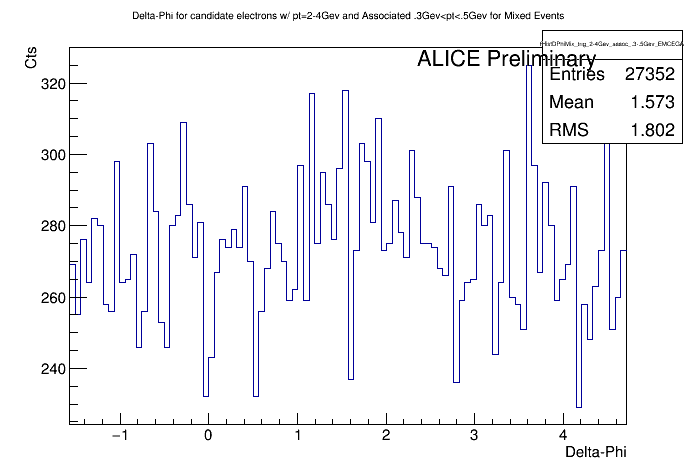 Delta-Phi for candidate electrons w/ pt=2-4Gev and Associated .3Gev<pt<.5Gev for Mixed Events
Cts
ALICE Preliminary
Entries 27352
Mean 1.573
RMS 1.802
320
300
280
260
240
−1 0 1 2 3 4
Delta-Phi